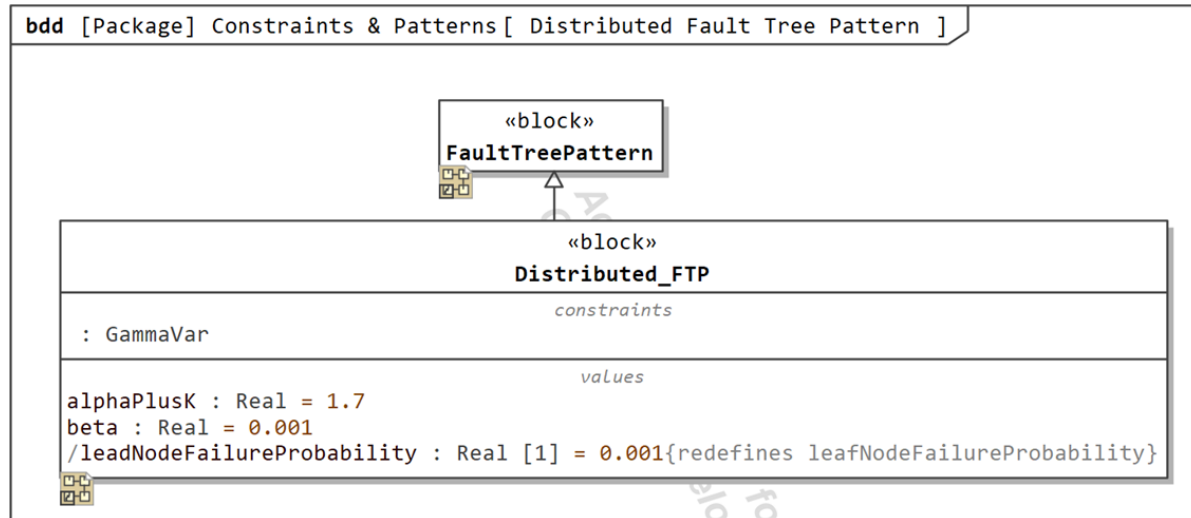 bdd [Package] Constraints & Patterns[ Distributed Fault Tree Pattern ]
«block»
FaultTreePattern
«block»
Distributed_FTP
constraints
: GammaVar
values
alphaPlusK : Real = 1.7
beta : Real = 0.001
/leadNodeFailureProbability : Real [1] = 0.001{redefines leafNodeFailureProbability}